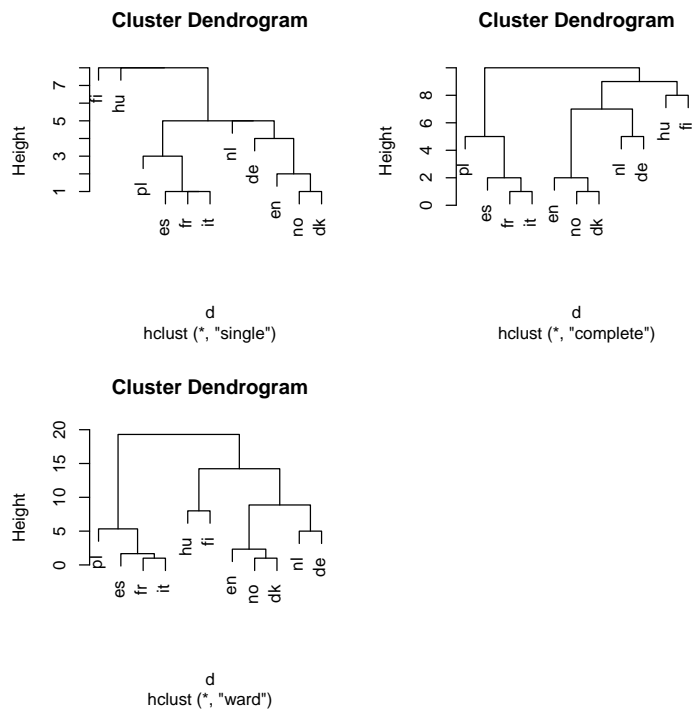 Cluster Dendrogram
Height
1 3 5 7
fi hu pl es fr it nl de en no dk
d
hclust (*, "single")
Cluster Dendrogram
Height
0 2 4 6 8
pl es fr it en no dk nl de hu fi
d
hclust (*, "complete")
Cluster Dendrogram
Height
0 5 10 15 20
pl es fr it hu fi en no dk nl de
d
hclust (*, "ward")